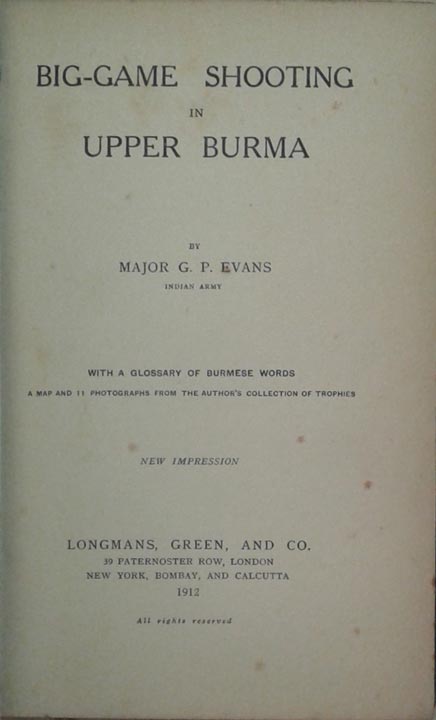 BIG-GAME SHOOTING
IN
UPPER BURMA
BY
MAJOR G. P. EVANS
INDIAN ARMY
WITH A GLOSSARY OF BURMESE WORDS
A MAP AND 11 PHOTOGRAPHS FROM THE AUTHOR'S COLLECTION OF TROPHIES
NEW IMPRESSION
LONGMANS, GREEN, AND CO.
39 PATERNOSTER ROW, LONDON
NEW YORK, BOMBAY, AND CALCUTTA
1912
All rights reserved